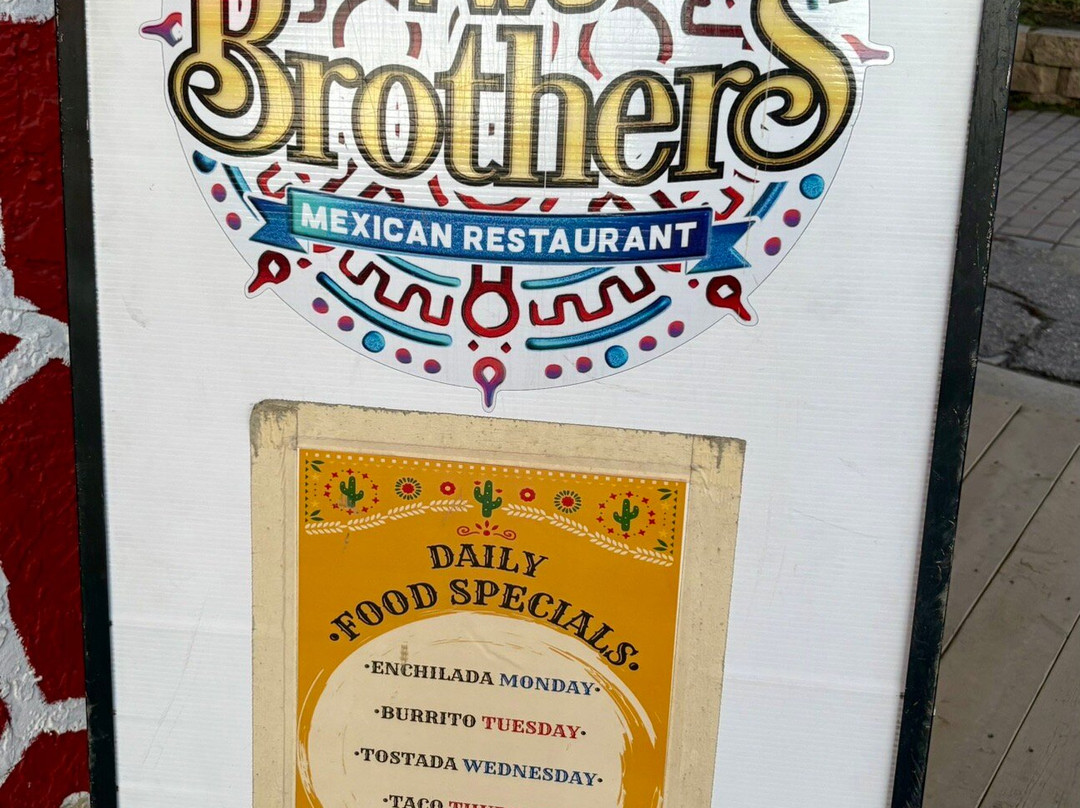 Brothers
MEXICAN RESTAURANT
DAILY
·FOOD SPECIALS·
·ENCHILADA MONDAY·
·BURRITO TUESDAY·
·TOSTADA WEDNESDAY·
·TACO